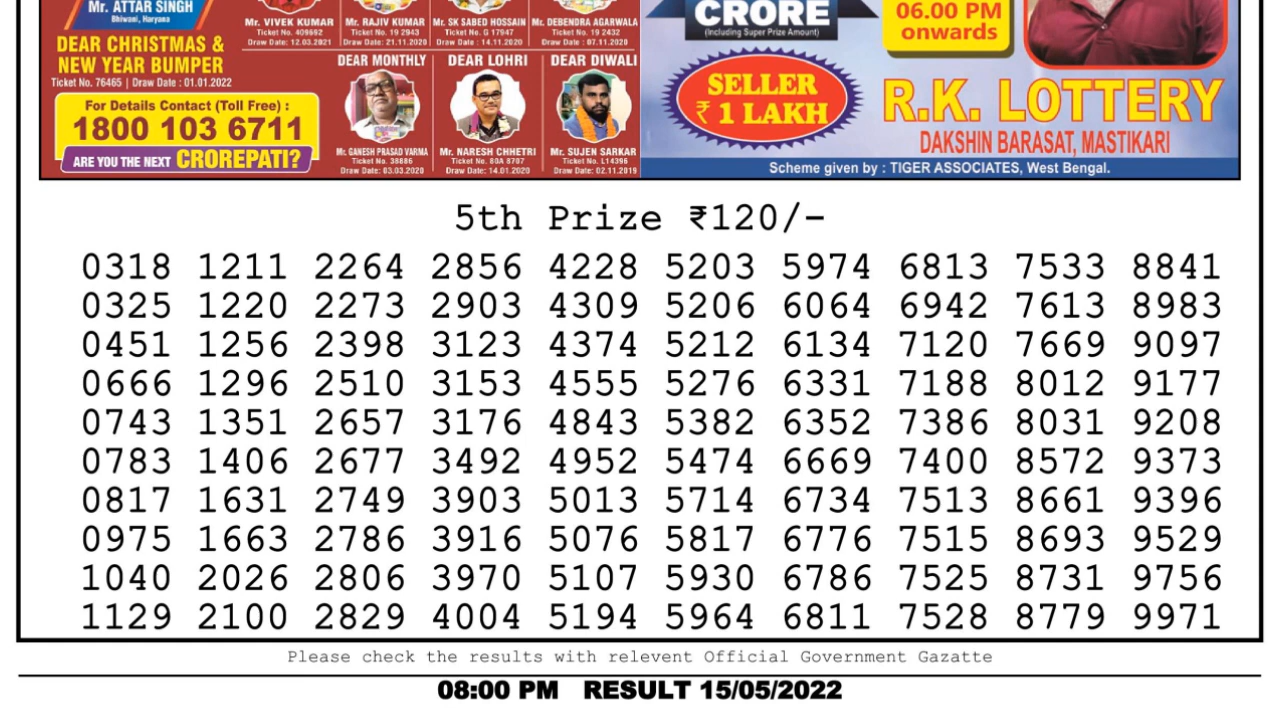 Mr. ATTAR SINGH
Bhiwani, Haryana
DEAR CHRISTMAS &
NEW YEAR BUMPER
Ticket No. 76465 | Draw Date : 01.01.2022
For Details Contact (Toll Free) :
1800 103 6711
ARE YOU THE NEXT CROREPATI?
Mr. VIVEK KUMAR
Ticket No. 409692
Draw Date: 12.03.2021
Mr. RAJIV KUMAR
Ticket No. 19 2943
Draw Date: 21.11.2020
Mr. SK SABED HOSSAIN
Ticket No. G 17947
Draw Date : 14.11.2020
Mr. DEBENDRA AGARWALA
Ticket No. 19 2432
Draw Date : 07.11.2020
DEAR MONTHLY
Mr. GANESH PRASAD VARMA
Ticket No. 38886
Draw Date: 03.03.2020
DEAR LOHRI
Mr. NARESH CHHETRI
Ticket No. 80A 8707
Draw Date: 14.01.2020
DEAR DIWALI
Mr. SUJEN SARKAR
Ticket No. L14396
Draw Date: 02.11.2019
CRORE
(Including Super Prize Amount)
06.00 PM
onwards
SELLER
₹ 1 LAKH
R.K. LOTTERY
DAKSHIN BARASAT, MASTIKARI
Scheme given by : TIGER ASSOCIATES, West Bengal.
5th Prize ₹120/-
0318 1211 2264 2856 4228 5203 5974 6813 7533 8841
0325 1220 2273 2903 4309 5206 6064 6942 7613 8983
0451 1256 2398 3123 4374 5212 6134 7120 7669 9097
0666 1296 2510 3153 4555 5276 6331 7188 8012 9177
0743 1351 2657 3176 4843 5382 6352 7386 8031 9208
0783 1406 2677 3492 4952 5474 6669 7400 8572 9373
0817 1631 2749 3903 5013 5714 6734 7513 8661 9396
0975 1663 2786 3916 5076 5817 6776 7515 8693 9529
1040 2026 2806 3970 5107 5930 6786 7525 8731 9756
1129 2100 2829 4004 5194 5964 6811 7528 8779 9971
Please check the results with relevent Official Government Gazatte
08:00 PM RESULT 15/05/2022